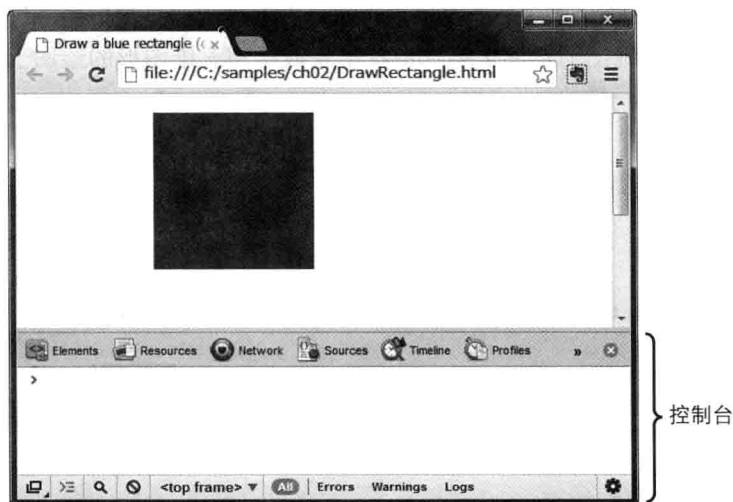 Draw a blue rectangle (c
file:///C:/samples/ch02/DrawRectangle.html
Elements Resources Network Sources Timeline Profiles »
>
<top frame> ▼ All Errors Warnings Logs
控制台